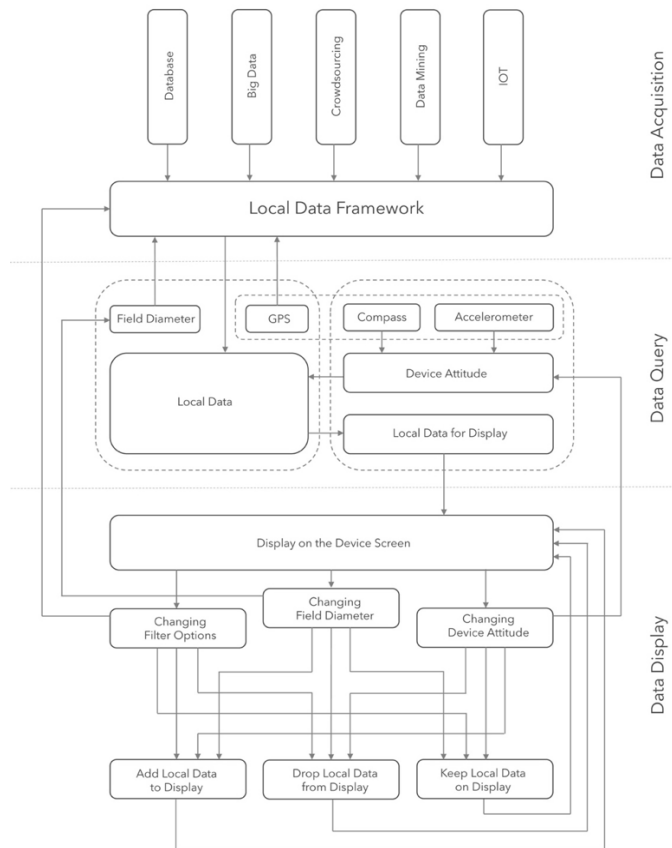 Database
Big Data
Crowdsourcing
Data Mining
IOT
Data Acquisition
Local Data Framework
Field Diameter
GPS
Compass
Accelerometer
Local Data
Device Attitude
Local Data for Display
Data Query
Display on the Device Screen
Changing
Filter Options
Changing
Field Diameter
Changing
Device Attitude
Add Local Data
to Display
Drop Local Data
from Display
Keep Local Data
on Display
Data Display